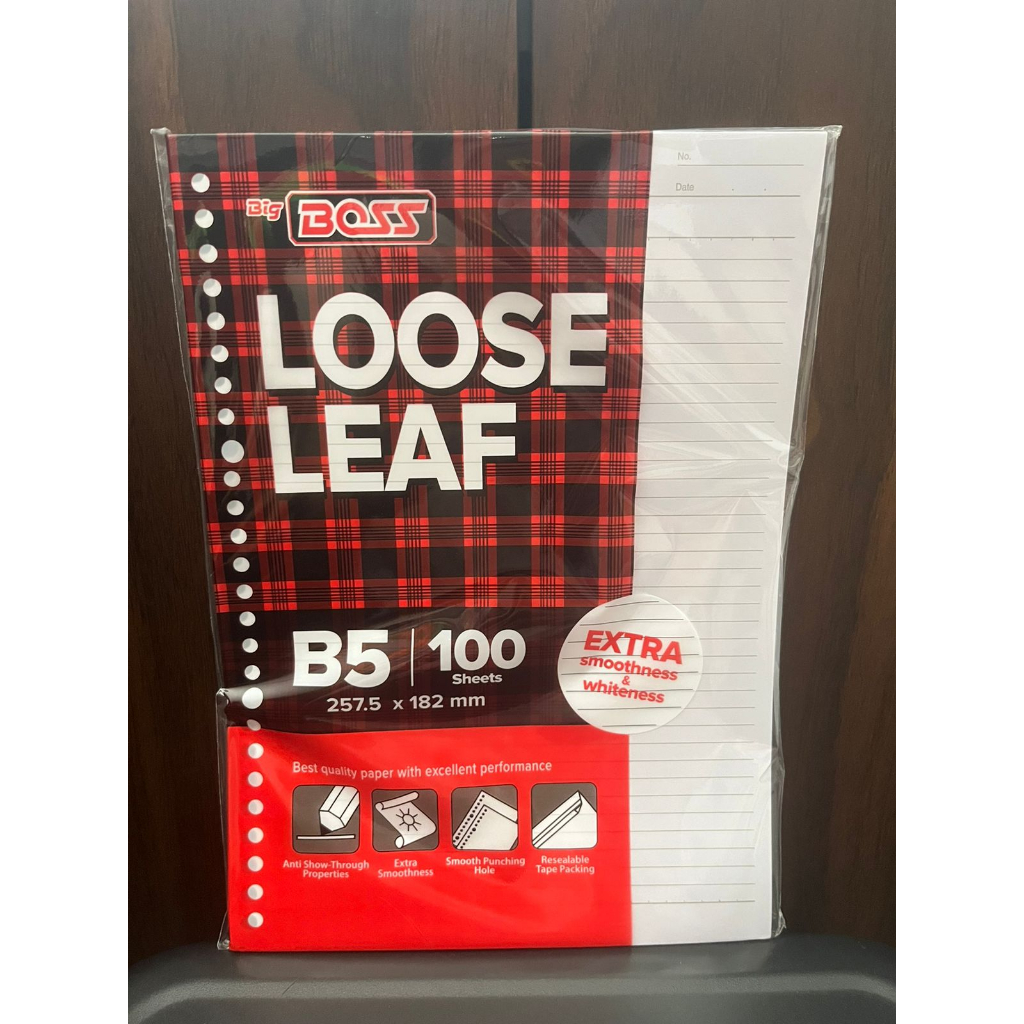 No.
Date . .
Big BOSS
LOOSE
LEAF
B5 | 100
Sheets
257.5 x 182 mm
EXTRA
smoothness
&
whiteness
Best quality paper with excellent performance
Anti Show-Through
Properties
Extra
Smoothness
Smooth Punching
Hole
Resealable
Tape Packing